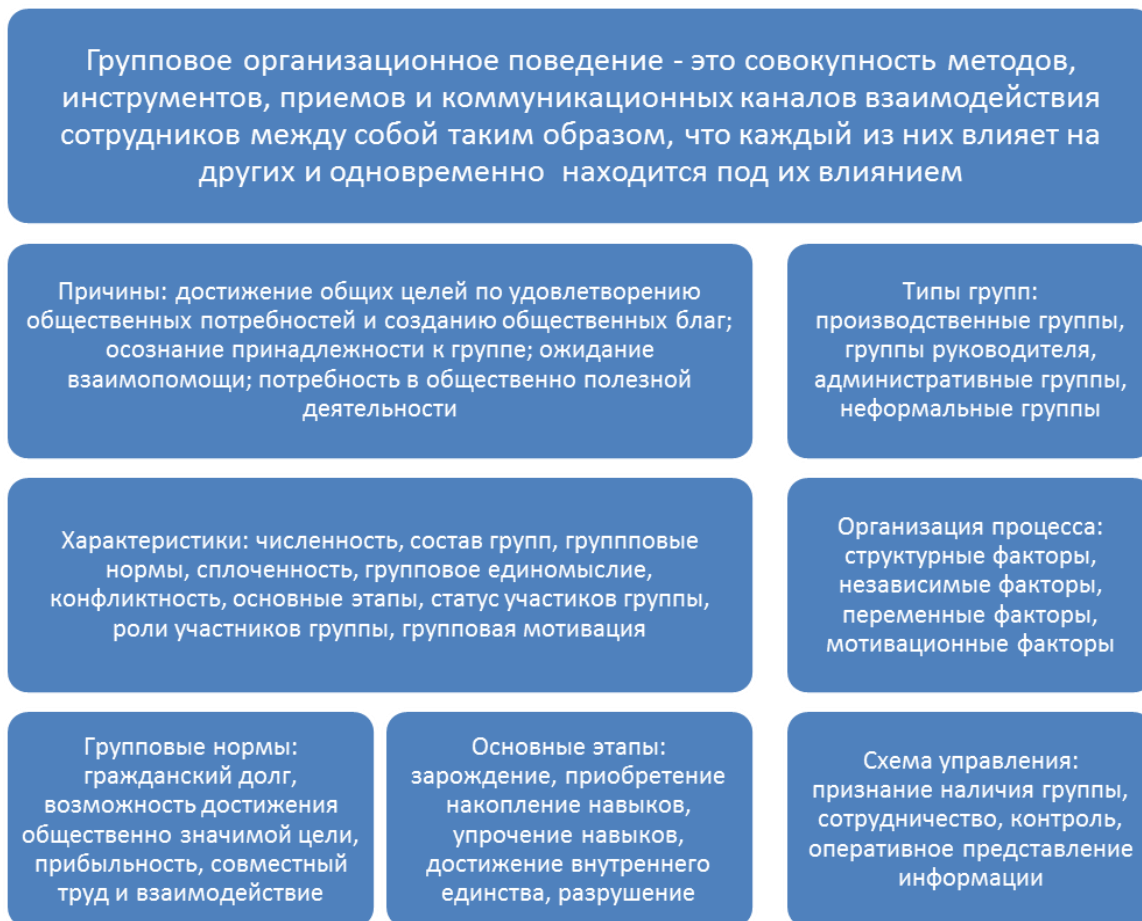 Групповое организационное поведение - это совокупность методов,
инструментов, приемов и коммуникационных каналов взаимодействия
сотрудников между собой таким образом, что каждый из них влияет на
других и одновременно находится под их влиянием
Причины: достижение общих целей по удовлетворению
общественных потребностей и созданию общественных благ;
осознание принадлежности к группе; ожидание
взаимопомощи; потребность в общественно полезной
деятельности
Типы групп:
производственные группы,
группы руководителя,
административные группы,
неформальные группы
Характеристики: численность, состав групп, группповые
нормы, сплоченность, групповое единомыслие,
конфликтность, основные этапы, статус участиков группы,
роли участников группы, групповая мотивация
Организация процесса:
структурные факторы,
независимые факторы,
переменные факторы,
мотивационные факторы
Групповые нормы:
гражданский долг,
возможность достижения
общественно значимой цели,
прибыльность, совместный
труд и взаимодействие
Основные этапы:
зарождение, приобретение
накопление навыков,
упрочение навыков,
достижение внутреннего
единства, разрушение
Схема управления:
признание наличия группы,
сотрудничество, контроль,
оперативное представление
информации